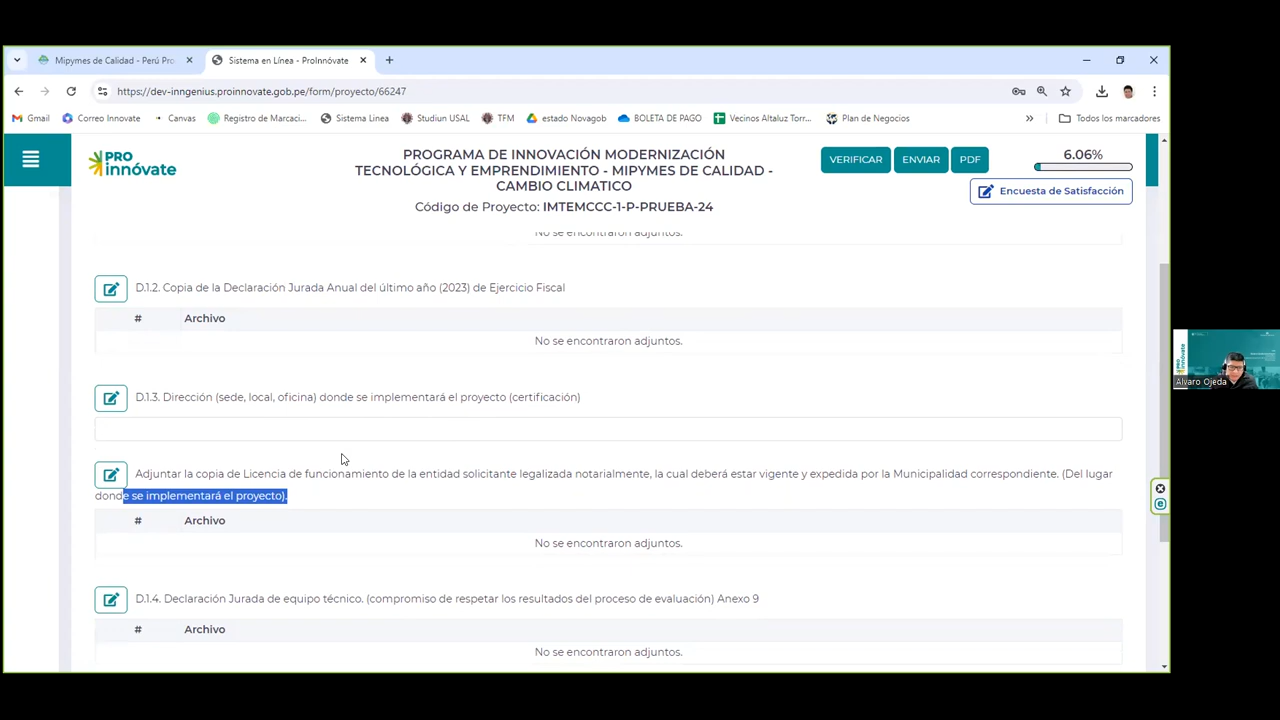 Mipymes de Calidad - Perú Pro
Sistema en Línea - ProInnóvate
https://dev-inngenius.proinnovate.gob.pe/form/proyecto/66247
Gmail
Correo Innovate
Canvas
Registro de Marcaci...
Sistema Linea
Studiun USAL
TFM
estado Novagob
BOLETA DE PAGO
Vecinos Altaluz Torr...
Plan de Negocios
Todos los marcadores
PRO
innóvate
PROGRAMA DE INNOVACIÓN MODERNIZACIÓN
TECNOLÓGICA Y EMPRENDIMIENTO - MIPYMES DE CALIDAD -
CAMBIO CLIMATICO
Código de Proyecto: IMTEMCCC-1-P-PRUEBA-24
VERIFICAR
ENVIAR
PDF
6.06%
Encuesta de Satisfacción
No se encontraron adjuntos.
D.1.2. Copia de la Declaración Jurada Anual del último año (2023) de Ejercicio Fiscal
# Archivo
No se encontraron adjuntos.
D.1.3. Dirección (sede, local, oficina) donde se implementará el proyecto (certificación)
Adjuntar la copia de Licencia de funcionamiento de la entidad solicitante legalizada notarialmente, la cual deberá estar vigente y expedida por la Municipalidad correspondiente. (Del lugar
donde se implementará el proyecto).
# Archivo
No se encontraron adjuntos.
D.1.4. Declaración Jurada de equipo técnico. (compromiso de respetar los resultados del proceso de evaluación) Anexo 9
# Archivo
No se encontraron adjuntos.
PRO
innóvate
Alvaro Ojeda